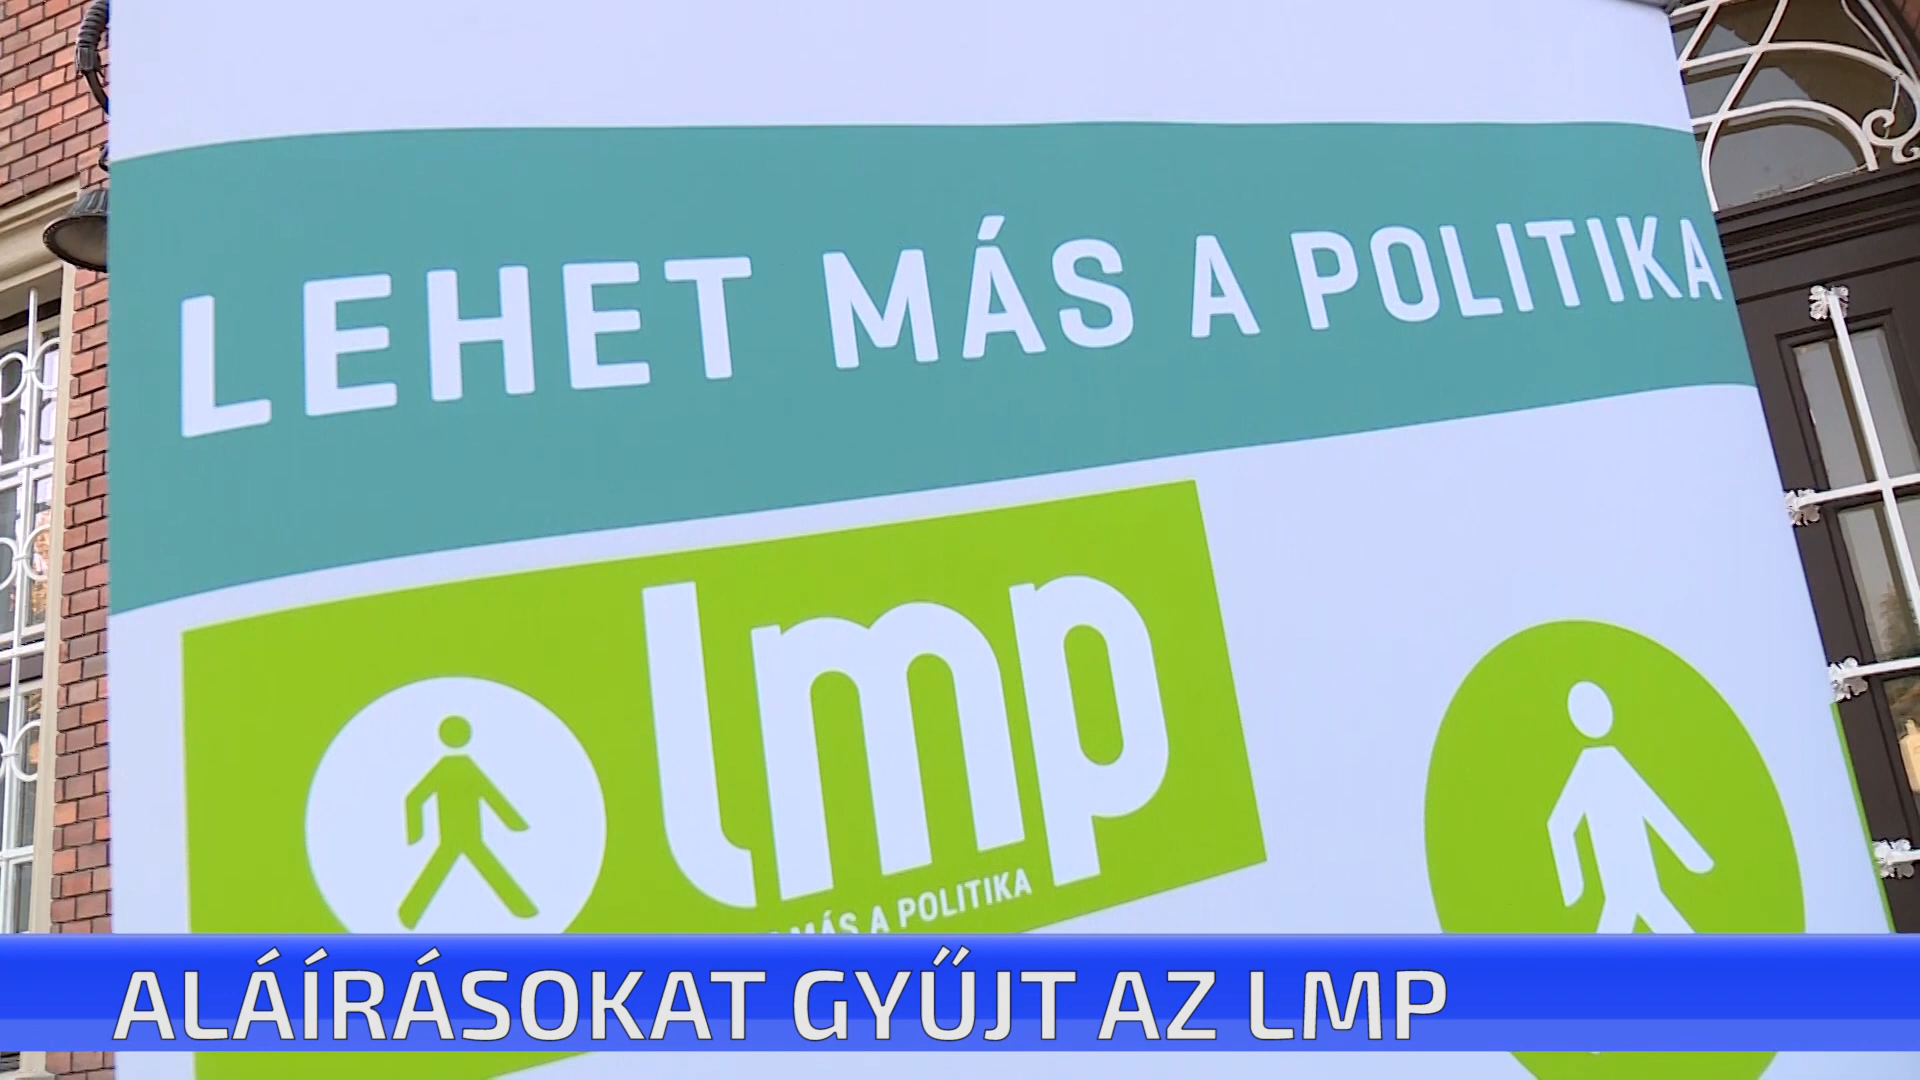 LEHET MÁS A POLITIKA
lmp
MÁS A POLITIKA
ALÁÍRÁSOKAT GYŰJT AZ LMP